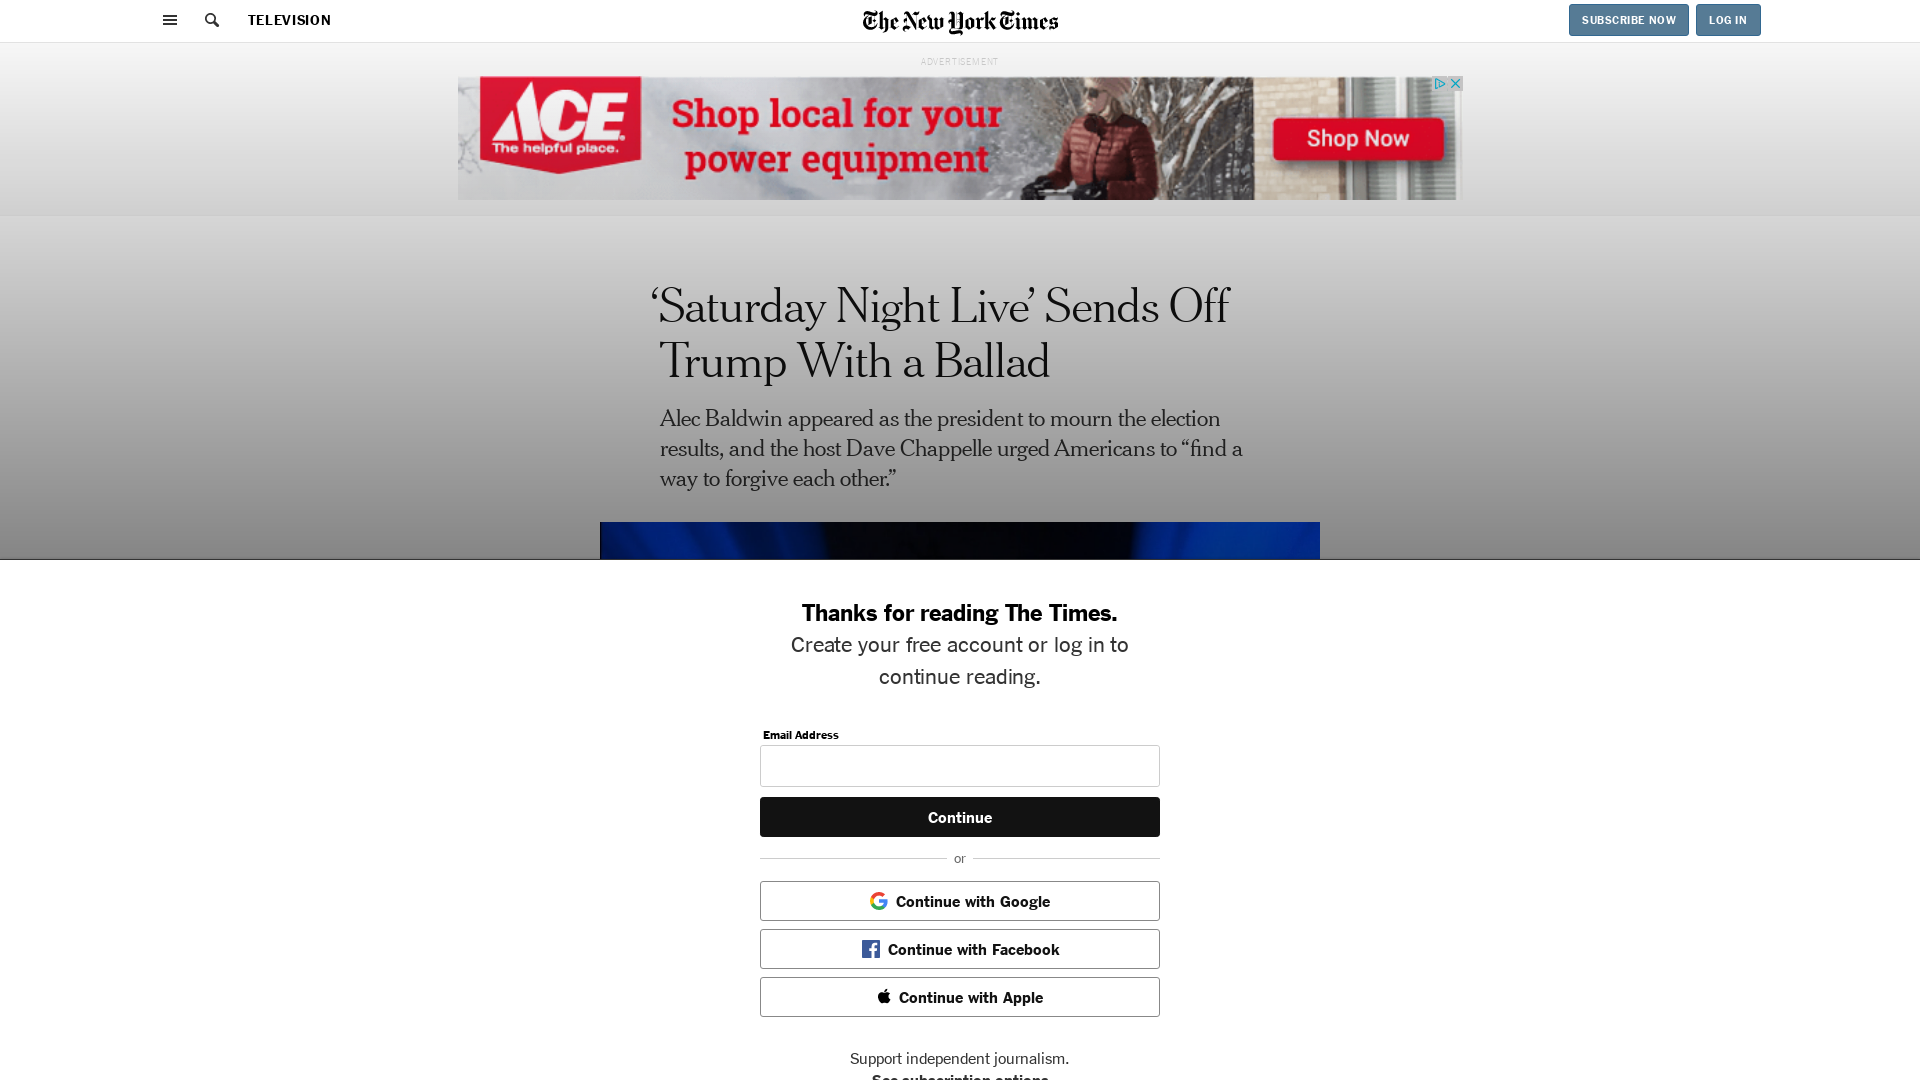 TELEVISION
The New York Times
SUBSCRIBE NOW
LOG IN
ADVERTISEMENT
ACE
The helpful place.
Shop local for your
power equipment
Shop Now
‘Saturday Night Live’ Sends Off
Trump With a Ballad
Alec Baldwin appeared as the president to mourn the election
results, and the host Dave Chappelle urged Americans to “find a
way to forgive each other.”
Thanks for reading The Times.
Create your free account or log in to
continue reading.
Email Address
Continue
or
Continue with Google
Continue with Facebook
Continue with Apple
Support independent journalism.
See subscription options.